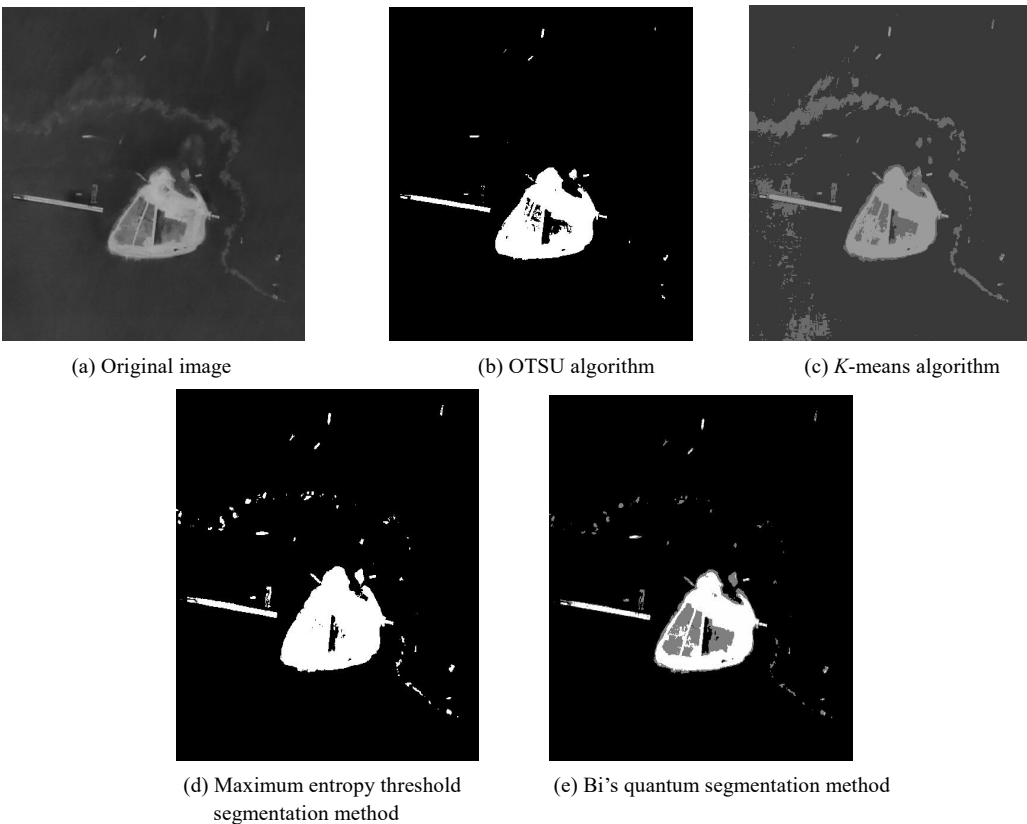 (a) Original image
(b) OTSU algorithm
(c) K-means algorithm
(d) Maximum entropy threshold
segmentation method
(e) Bi’s quantum segmentation method